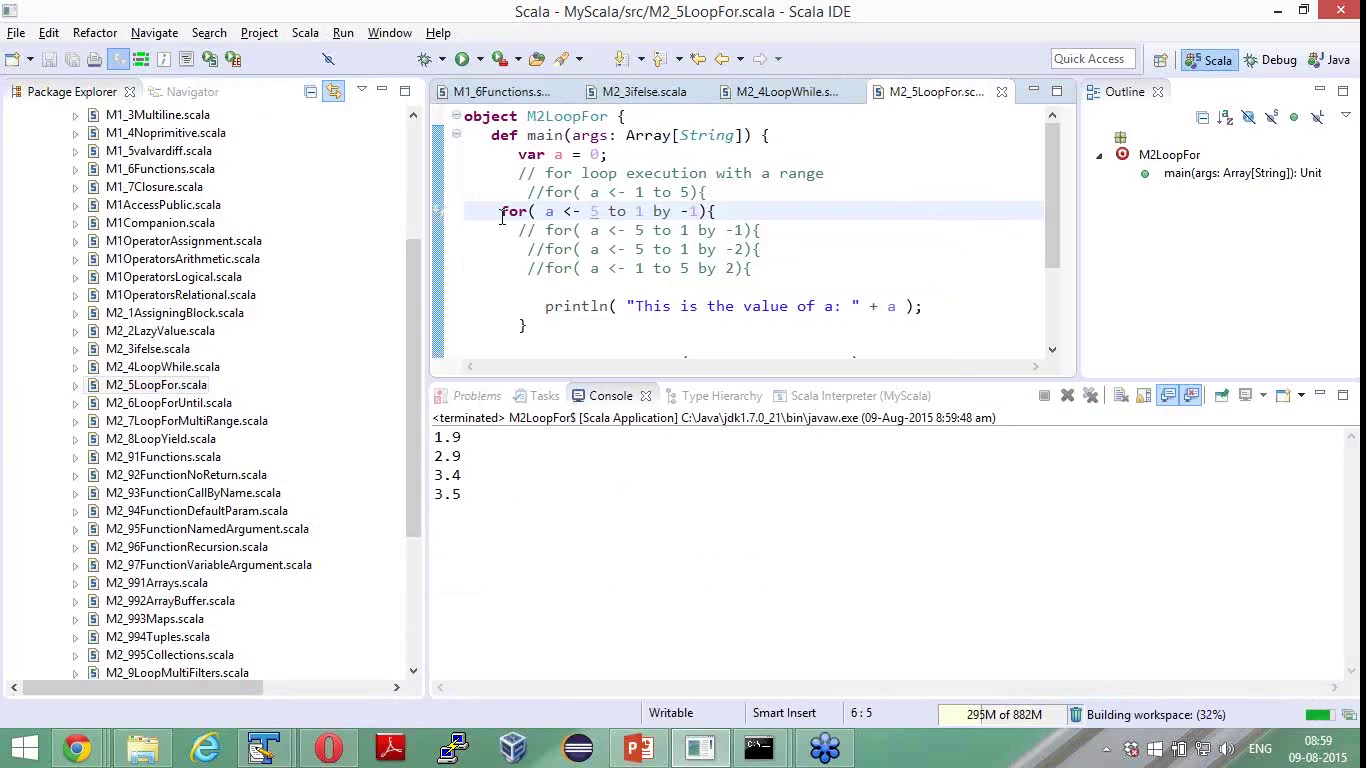 Scala - MyScala/src/M2_5LoopFor.scala - Scala IDE
File Edit Refactor Navigate Search Project Scala Run Window Help
Quick Access Scala Debug Java
Package Explorer Navigator
M1_3Multiline.scala
M1_4Noprimitive.scala
M1_5valvardiff.scala
M1_6Functions.scala
M1_7Closure.scala
M1AccessPublic.scala
M1Companion.scala
M1OperatorAssignment.scala
M1OperatorsArithmetic.scala
M1OperatorsLogical.scala
M1OperatorsRelational.scala
M2_1AssigningBlock.scala
M2_2LazyValue.scala
M2_3ifelse.scala
M2_4LoopWhile.scala
M2_5LoopFor.scala
M2_6LoopForUntil.scala
M2_7LoopForMultiRange.scala
M2_8LoopYield.scala
M2_91Functions.scala
M2_92FunctionNoReturn.scala
M2_93FunctionCallByName.scala
M2_94FunctionDefaultParam.scala
M2_95FunctionNamedArgument.scala
M2_96FunctionRecursion.scala
M2_97FunctionVariableArgument.scala
M2_991Arrays.scala
M2_992ArrayBuffer.scala
M2_993Maps.scala
M2_994Tuples.scala
M2_995Collections.scala
M2_9LoopMultiFilters.scala
M1_6Functions.s... M2_3ifelse.scala M2_4LoopWhile.s... M2_5LoopFor.sc...
object M2LoopFor {
def main(args: Array[String]) {
var a = 0;
// for loop execution with a range
//for( a <- 1 to 5){
for( a <- 5 to 1 by -1){
// for( a <- 5 to 1 by -1){
//for( a <- 5 to 1 by -2){
//for( a <- 1 to 5 by 2){
println( "This is the value of a: " + a );
}
Outline
M2LoopFor
main(args: Array[String]): Unit
Problems Tasks Console Type Hierarchy Scala Interpreter (MyScala)
<terminated> M2LoopFor$ [Scala Application] C:\Java\jdk1.7.0_21\bin\javaw.exe (09-Aug-2015 8:59:48 am)
1.9
2.9
3.4
3.5
Writable Smart Insert 6 : 5 295M of 882M Building workspace: (32%)
ENG 08:59
09-08-2015